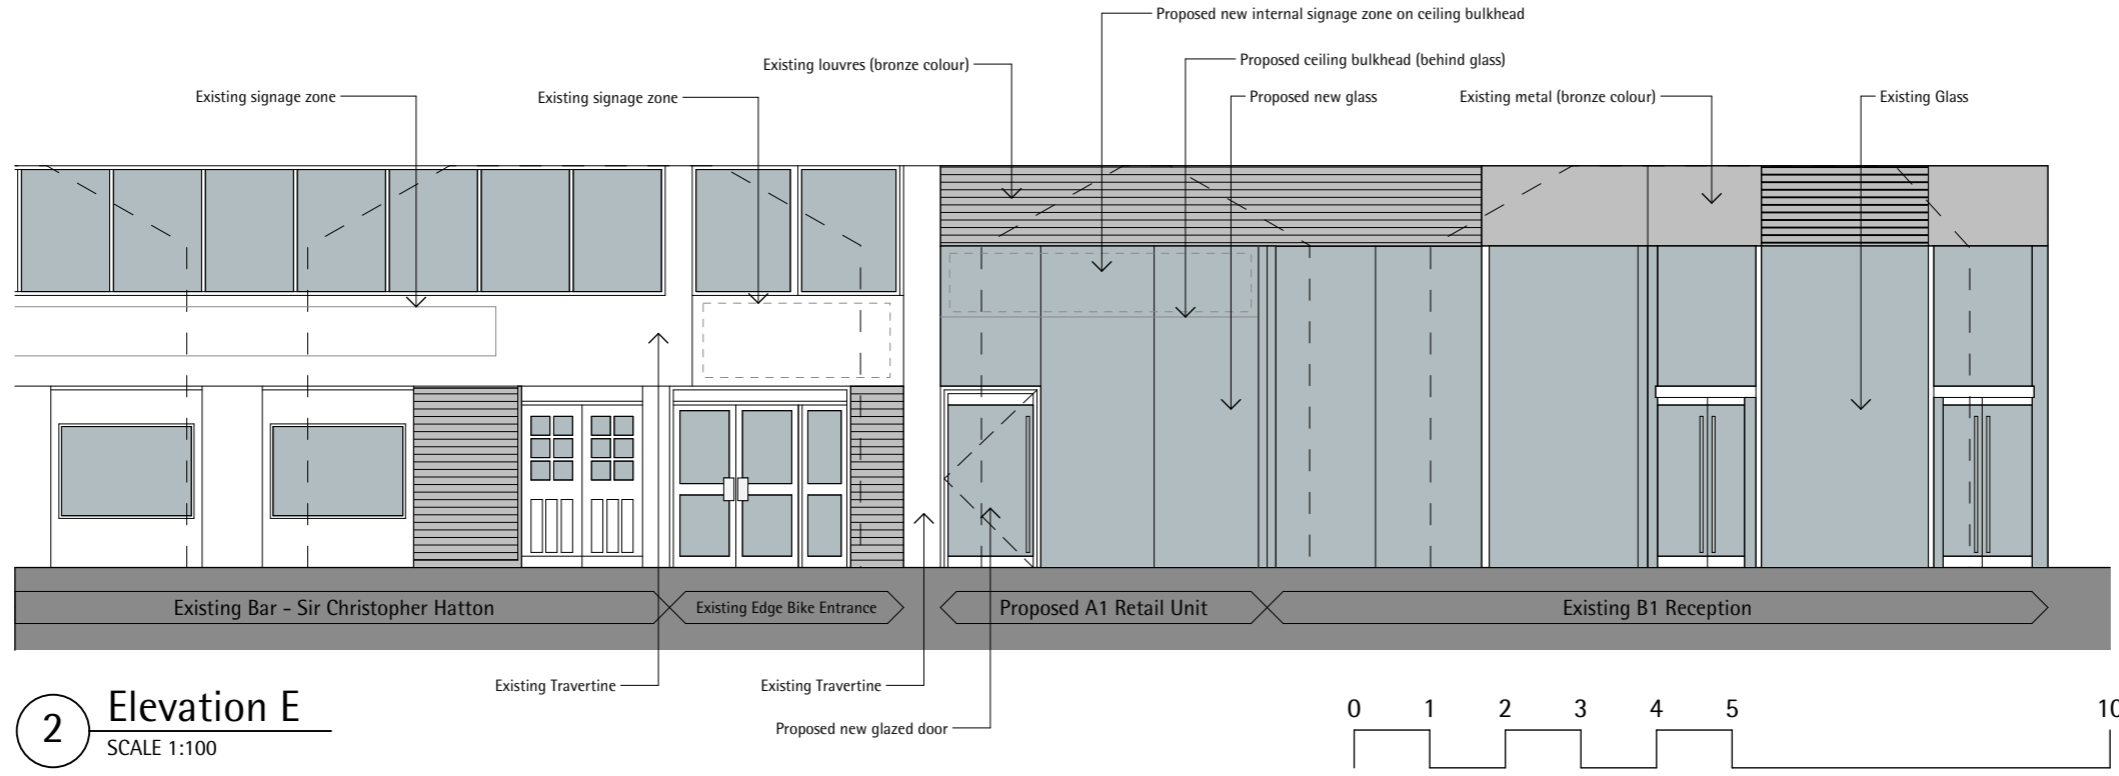 Proposed new internal signage zone on ceiling bulkhead
Existing louvres (bronze colour)
Proposed ceiling bulkhead (behind glass)
Existing signage zone
Existing signage zone
Proposed new glass
Existing metal (bronze colour)
Existing Glass
Existing Bar - Sir Christopher Hatton
Existing Edge Bike Entrance
Proposed A1 Retail Unit
Existing B1 Reception
Existing Travertine
Existing Travertine
Proposed new glazed door
2
Elevation E
SCALE 1:100
0 1 2 3 4 5 10